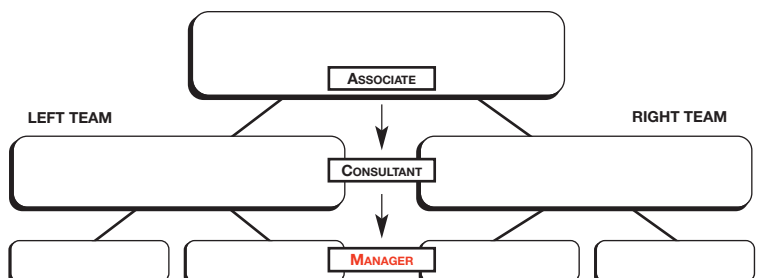 ASSOCIATE
LEFT TEAM
RIGHT TEAM
CONSULTANT
MANAGER